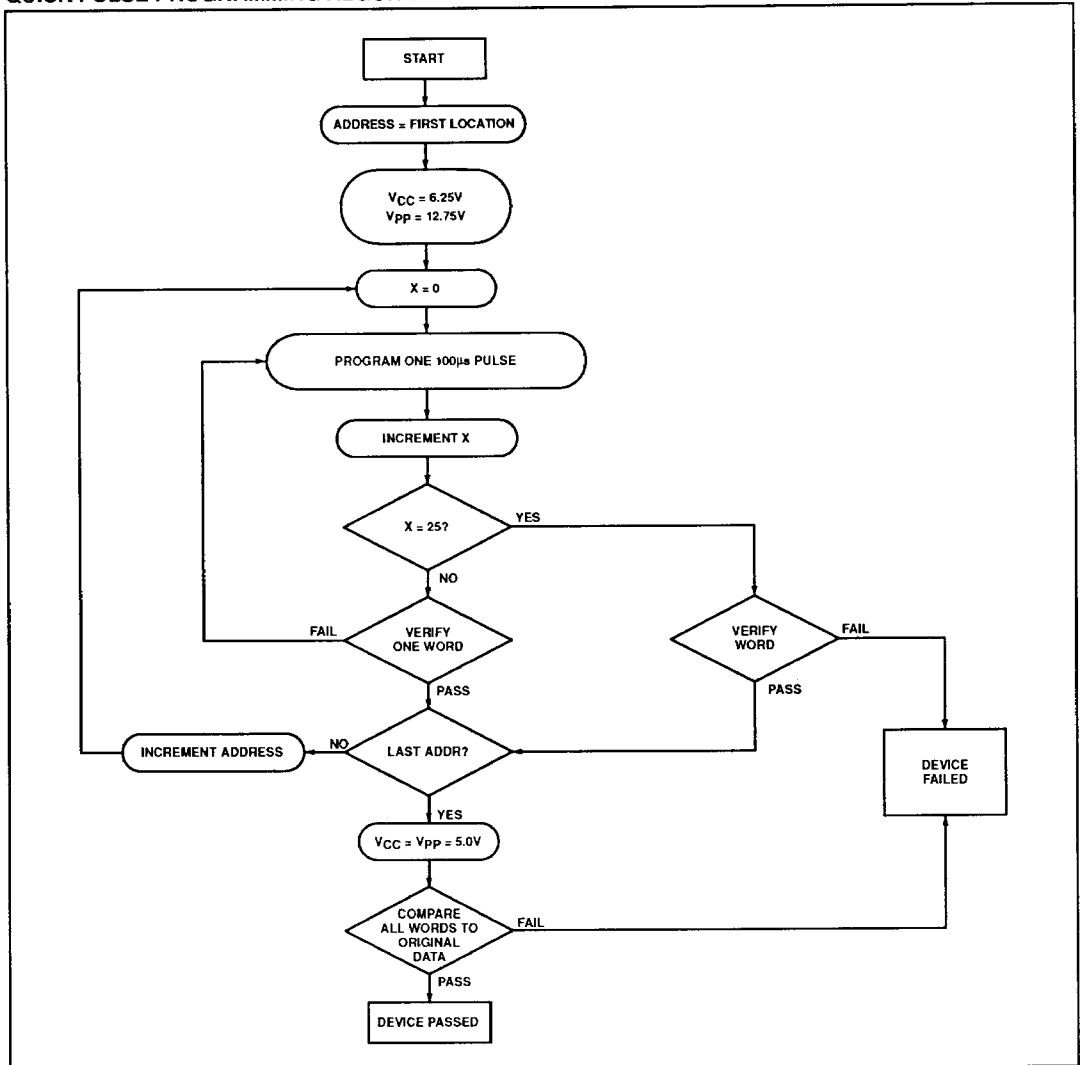 START
ADDRESS = FIRST LOCATION
VCC = 6.25V
VPP = 12.75V
X = 0
PROGRAM ONE 100µs PULSE
INCREMENT X
X = 25?
YES
NO
VERIFY
ONE WORD
FAIL
PASS
VERIFY
WORD
FAIL
PASS
INCREMENT ADDRESS
NO
LAST ADDR?
YES
DEVICE
FAILED
VCC = VPP = 5.0V
COMPARE
ALL WORDS TO
ORIGINAL
DATA
FAIL
PASS
DEVICE PASSED